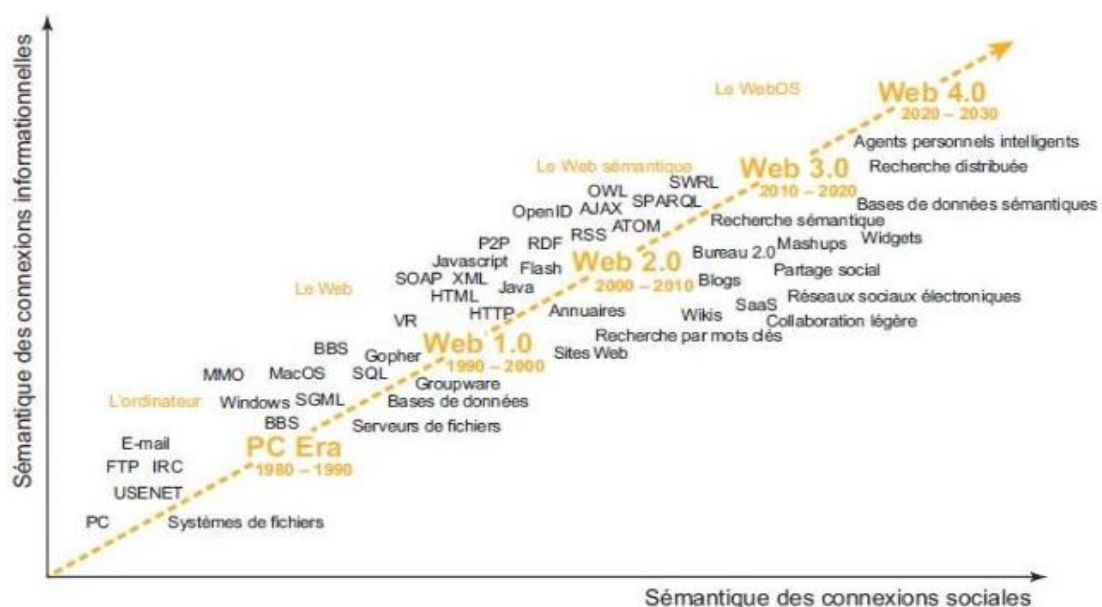 Sémantique des connexions informationnelles
Le WebOS
Web 4.0
2020 – 2030
Agents personnels intelligents
Le Web sémantique
Web 3.0
2010 – 2020
Recherche distribuée
SWRL
OWL
SPARQL
Bases de données sémantiques
OpenID
AJAX
ATOM
Recherche sémantique
RSS
P2P
RDF
Mashups
Widgets
Bureau 2.0
Javascript
Flash
Web 2.0
2000 – 2010
Partage social
SOAP
XML
Java
Blogs
Le Web
HTML
Réseaux sociaux électroniques
SaaS
HTTP
Annuaires
Wikis
Collaboration légère
VR
Recherche par mots clés
Web 1.0
1990 – 2000
Sites Web
BBS
Gopher
MMO
MacOS
SQL
Groupware
L'ordinateur
Windows
SGML
Bases de données
BBS
Serveurs de fichiers
E-mail
PC Era
1980 – 1990
FTP
IRC
USENET
PC
Systèmes de fichiers
Sémantique des connexions sociales